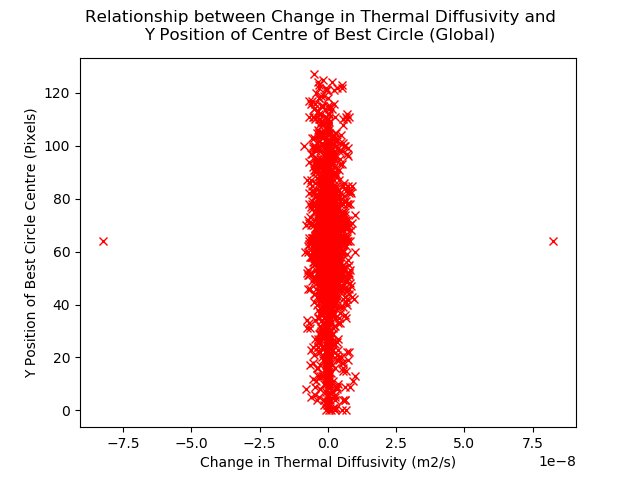 Relationship between Change in Thermal Diffusivity and
Y Position of Centre of Best Circle (Global)
Y Position of Best Circle Centre (Pixels)
120
100
80
60
40
20
0
−7.5 −5.0 −2.5 0.0 2.5 5.0 7.5
1e−8
Change in Thermal Diffusivity (m2/s)